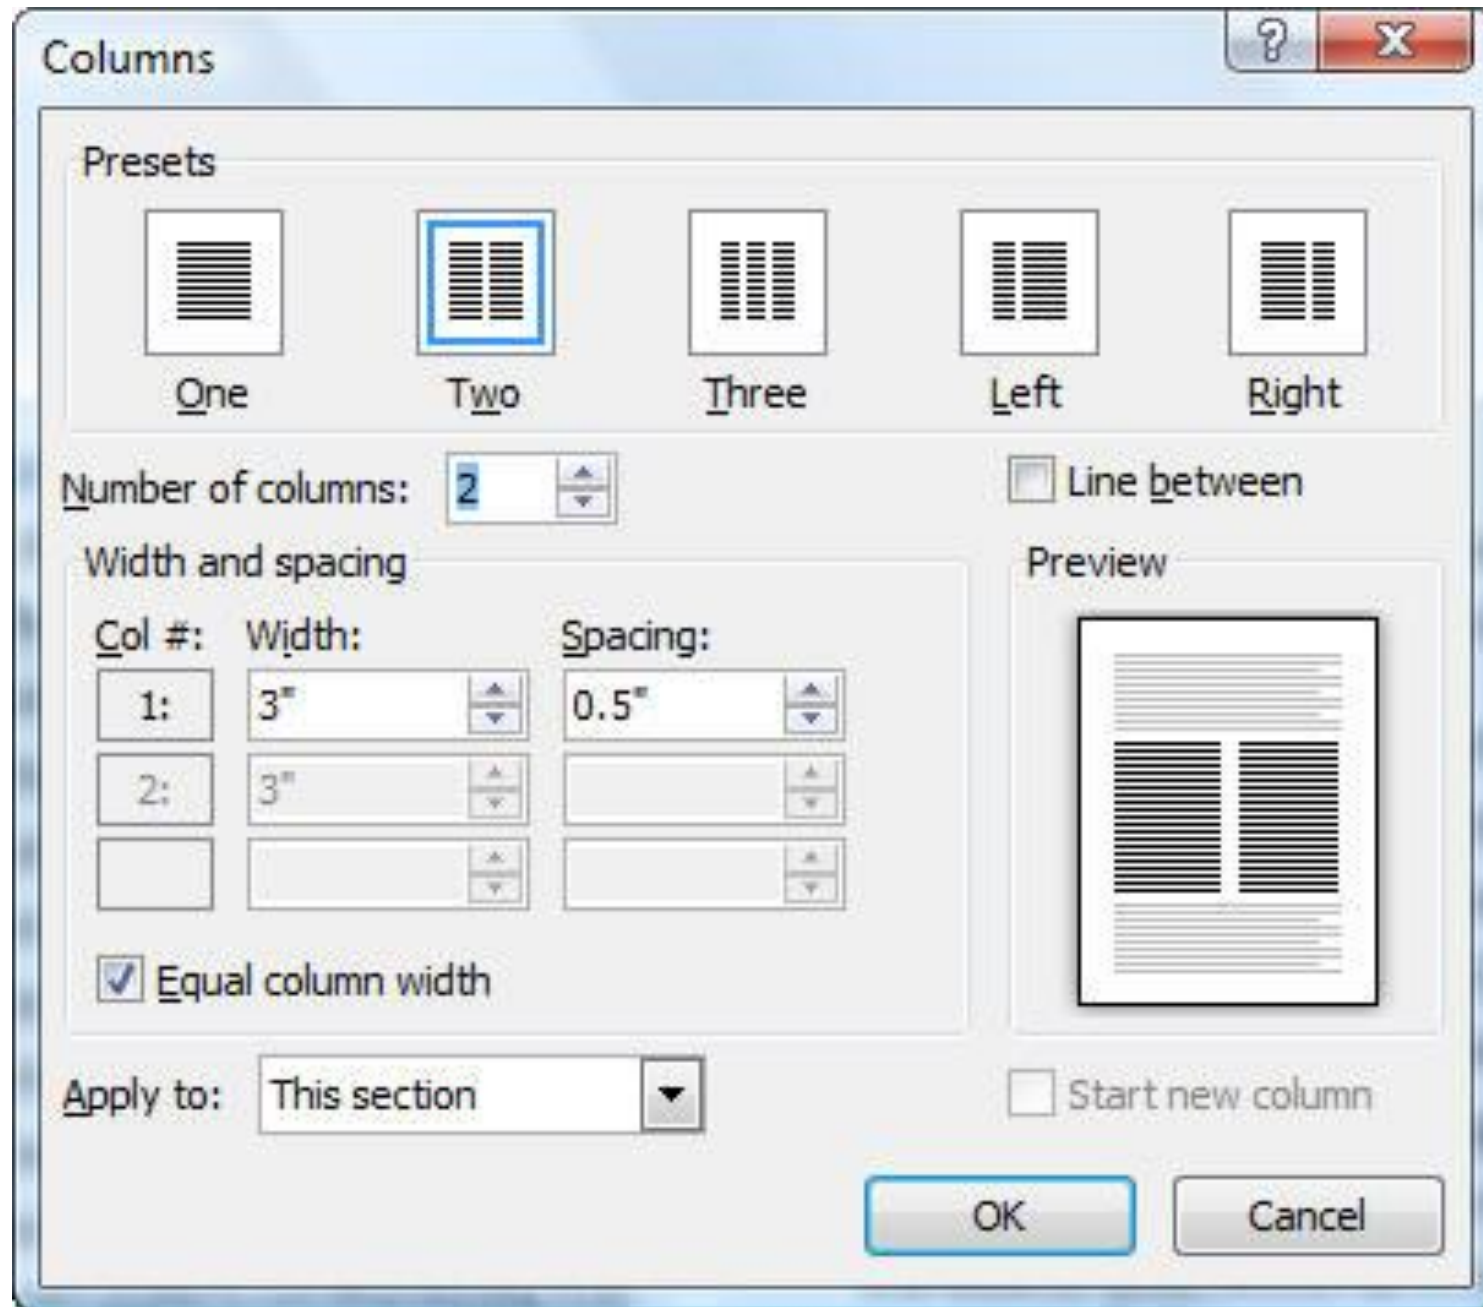 Columns
Presets
One Two Three Left Right
Number of columns: 2
Line between
Width and spacing
Col #: Width: Spacing:
1: 3" 0.5"
2: 3"
Equal column width
Preview
Apply to: This section
Start new column
OK Cancel